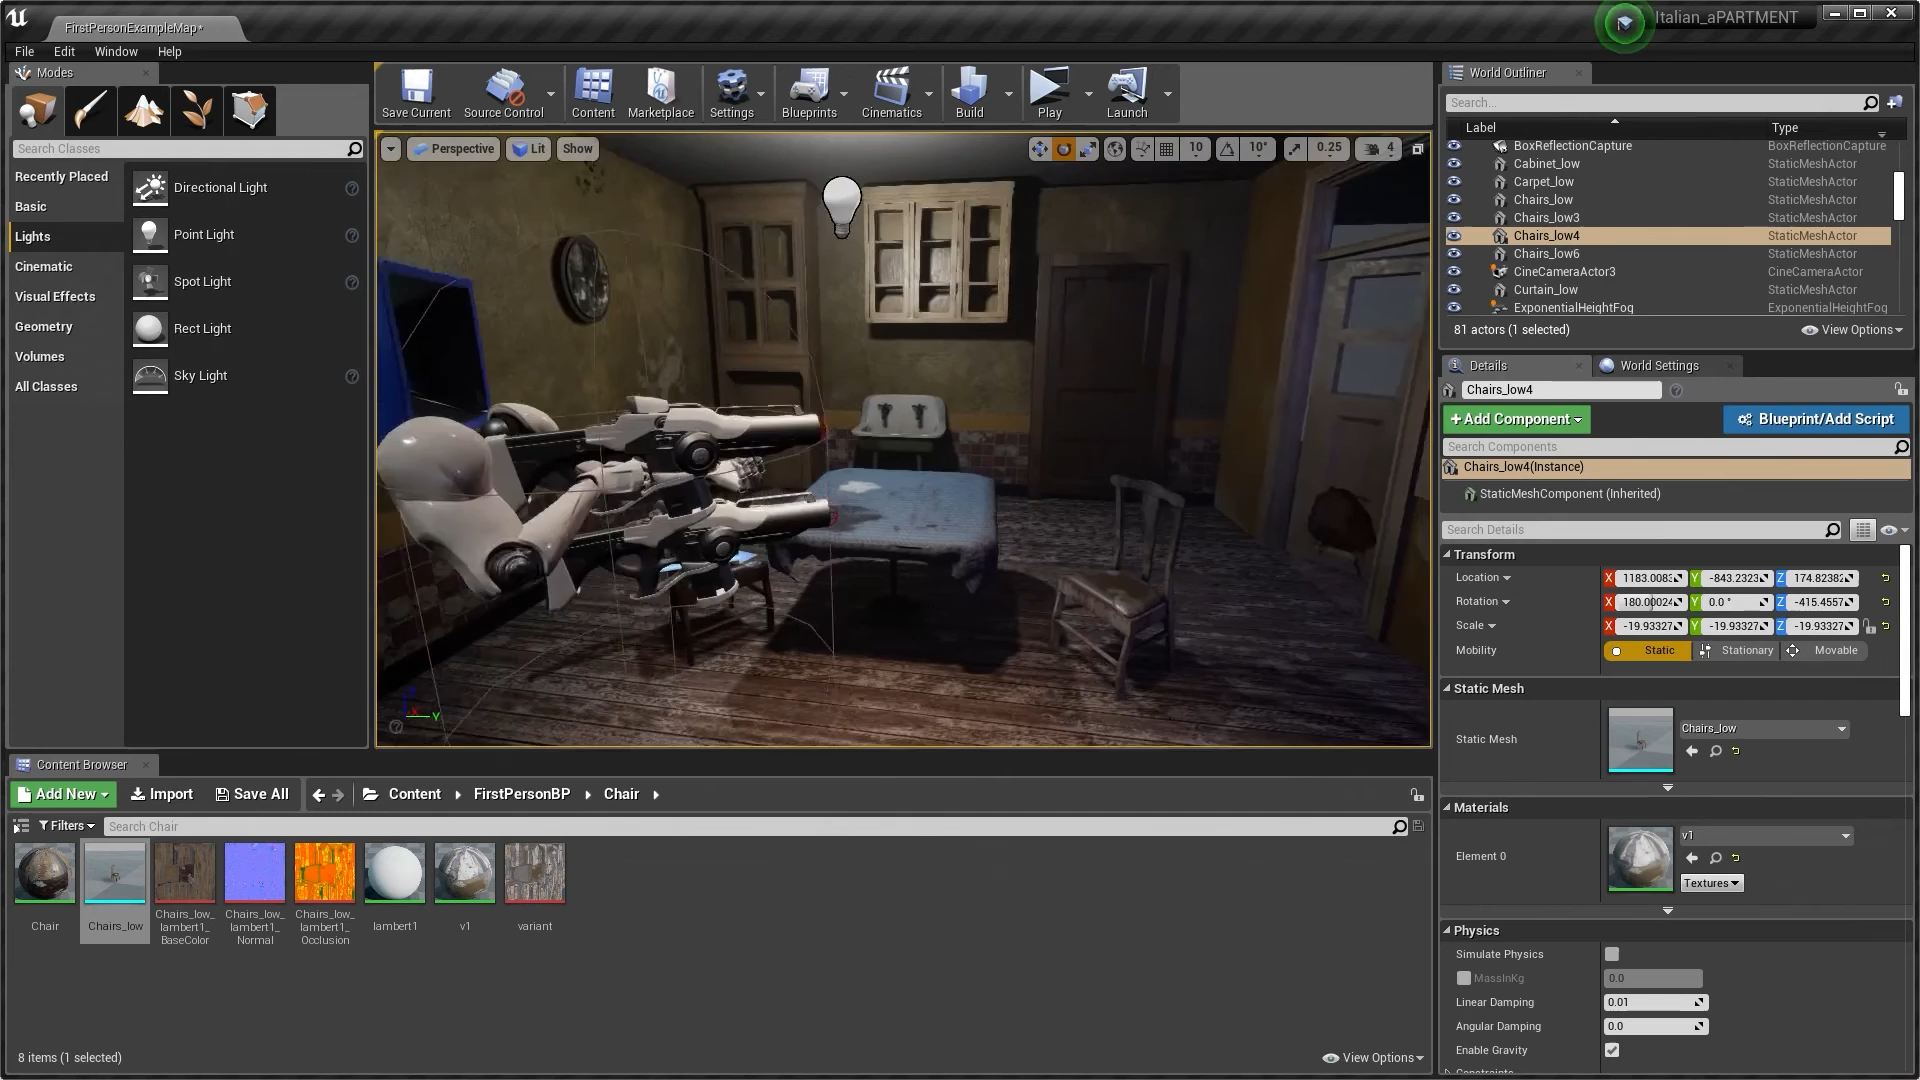 FirstPersonExampleMap*
Italian_aPARTMENT
File Edit Window Help
Modes
Search Classes
Recently Placed
Basic
Lights
Cinematic
Visual Effects
Geometry
Volumes
All Classes
Directional Light
Point Light
Spot Light
Rect Light
Sky Light
Save Current
Source Control
Content
Marketplace
Settings
Blueprints
Cinematics
Build
Play
Launch
Perspective
Lit
Show
10
10°
0.25
4
X
Y
World Outliner
Search...
Label Type
BoxReflectionCapture BoxReflectionCapture
Cabinet_low StaticMeshActor
Carpet_low StaticMeshActor
Chairs_low StaticMeshActor
Chairs_low3 StaticMeshActor
Chairs_low4 StaticMeshActor
Chairs_low6 StaticMeshActor
CineCameraActor3 CineCameraActor
Curtain_low StaticMeshActor
ExponentialHeightFog ExponentialHeightFog
81 actors (1 selected)
View Options
Details
World Settings
Chairs_low4
+Add Component
Blueprint/Add Script
Search Components
Chairs_low4(Instance)
StaticMeshComponent (Inherited)
Search Details
Transform
Location X 1183.0083 Y -843.2323 Z 174.82382
Rotation X 180.00024 Y 0.0 ° Z -415.4557
Scale X -19.93327 Y -19.93327 Z -19.93327
Mobility Static Stationary Movable
Static Mesh
Static Mesh
Chairs_low
Materials
Element 0
v1
Textures
Physics
Simulate Physics
MassInKg 0.0
Linear Damping 0.01
Angular Damping 0.0
Enable Gravity
Constraints
Content Browser
Add New
Import
Save All
Content
FirstPersonBP
Chair
Filters
Search Chair
Chair
Chairs_low
Chairs_low_
lambert1_
BaseColor
Chairs_low_
lambert1_
Normal
Chairs_low_
lambert1_
Occlusion
lambert1
v1
variant
8 items (1 selected)
View Options